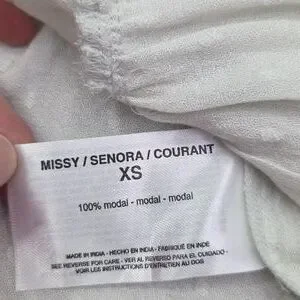 MISSY / SENORA / COURANT
XS
100% modal - modal - modal
MADE IN INDIA - HECHO EN INDIA - FABRIQUÉ EN INDE
SEE REVERSE FOR CARE - VER AL REVERSO PARA EL CUIDADO -
VOIR LES INSTRUCTIONS D'ENTRETIEN AU DOS